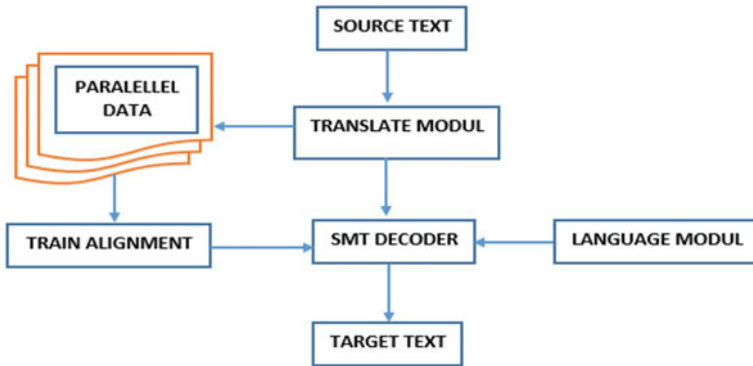 SOURCE TEXT
PARALELLEL
DATA
TRANSLATE MODUL
TRAIN ALIGNMENT
SMT DECODER
LANGUAGE MODUL
TARGET TEXT